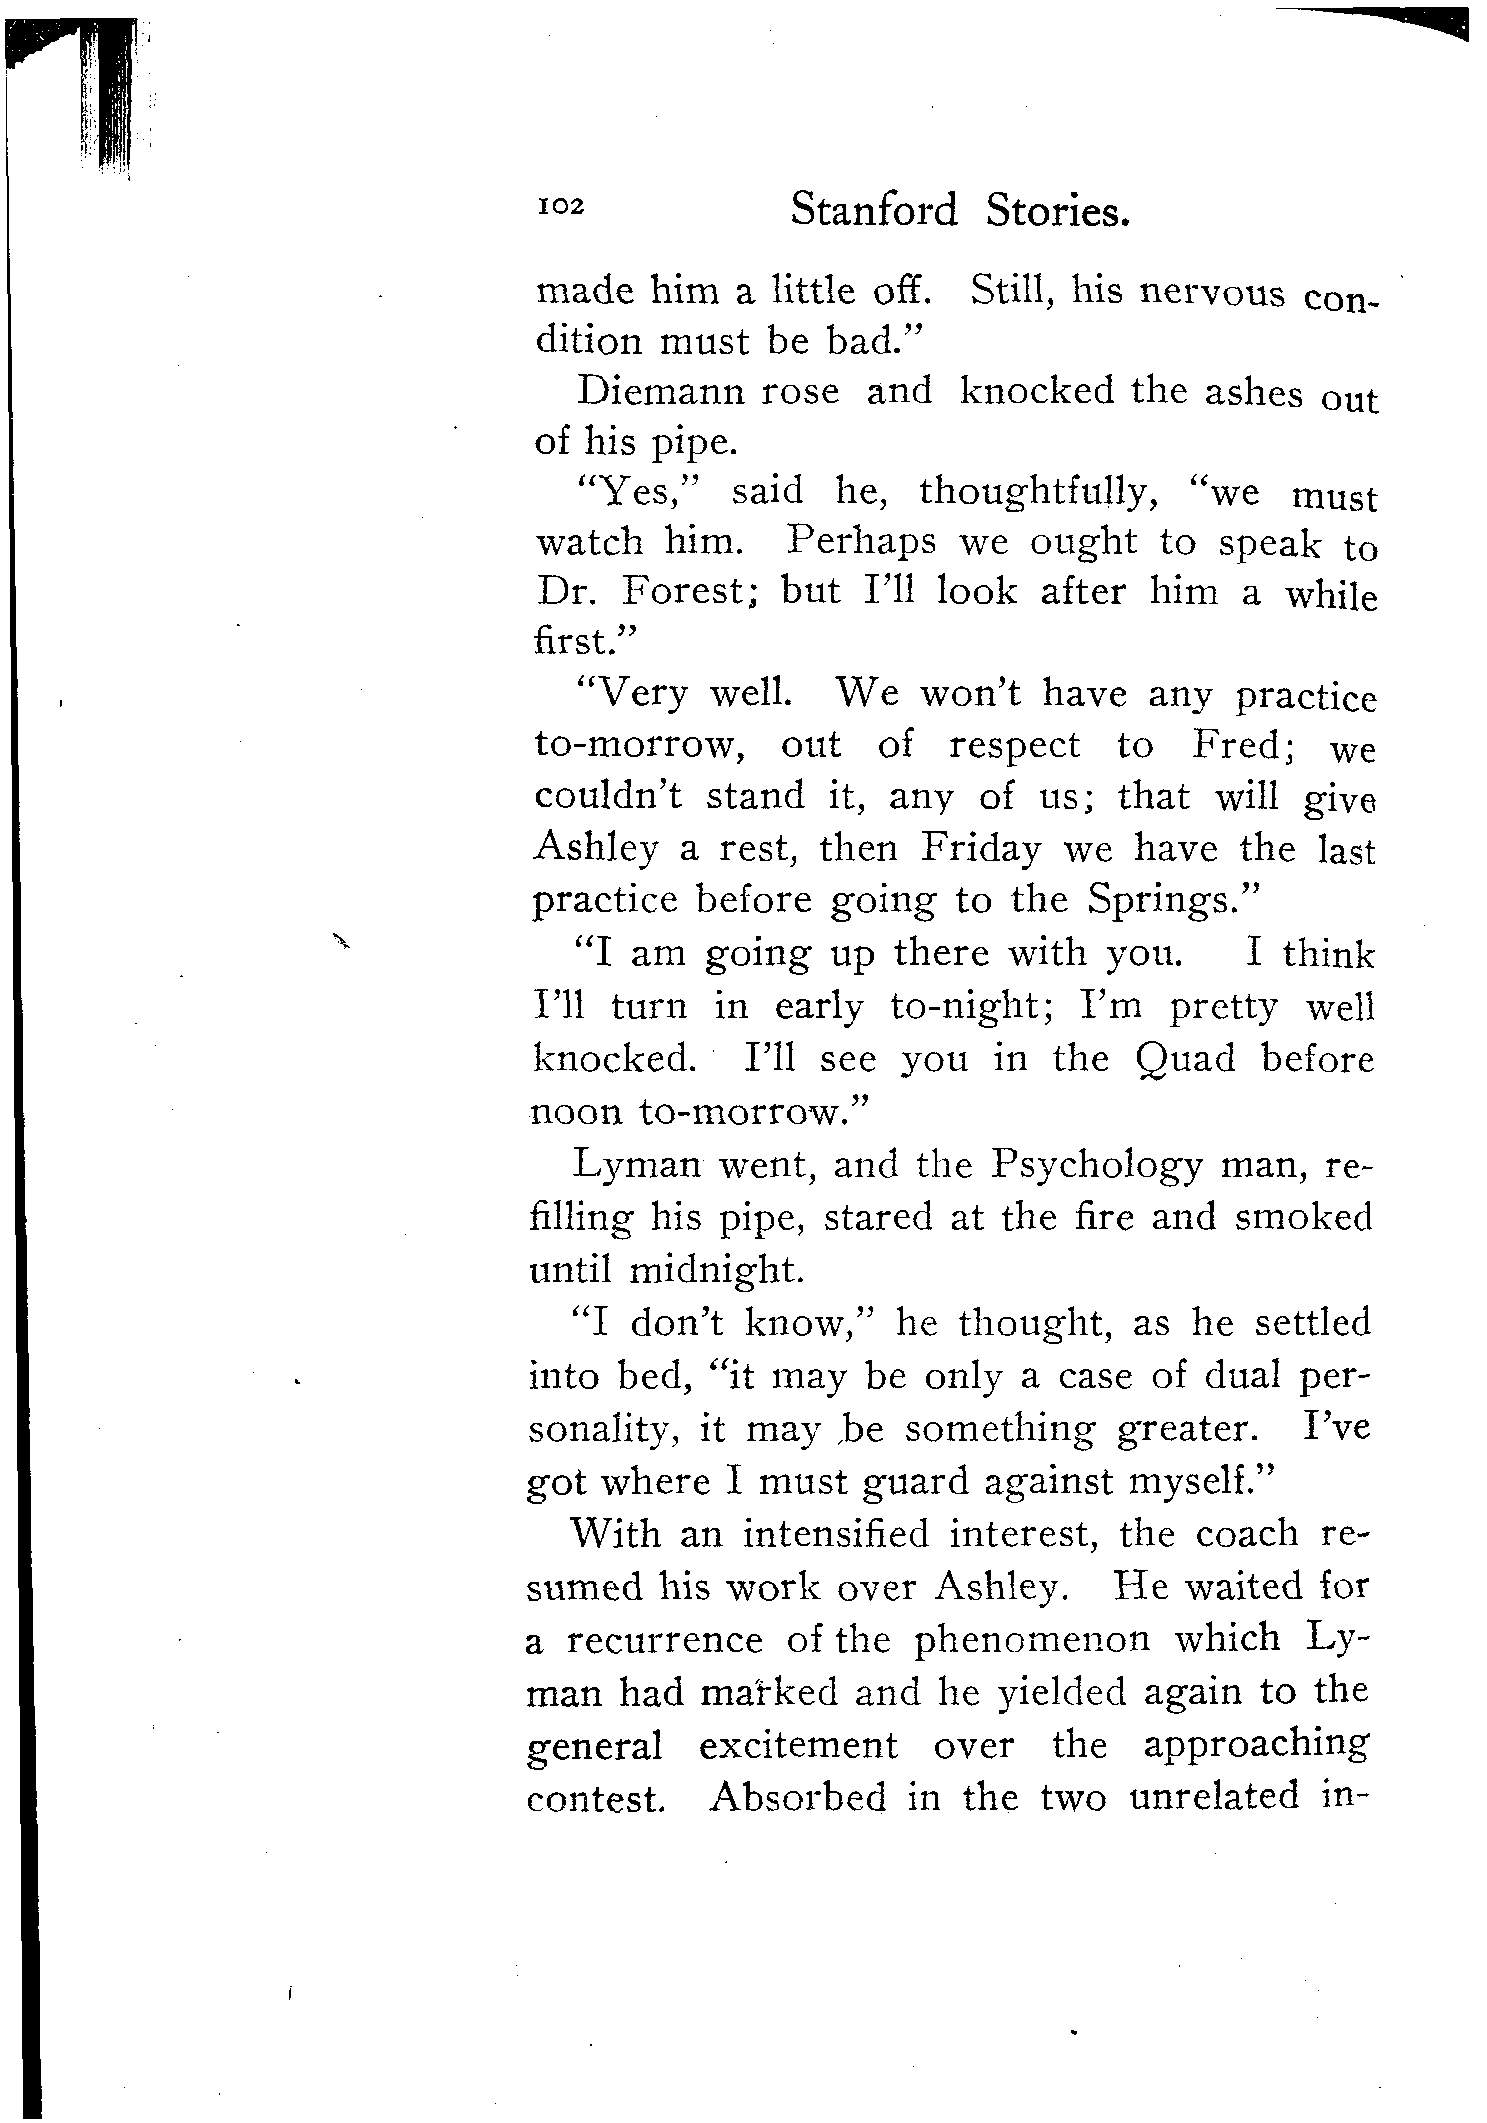 102 Stanford Stories.
made him a little off. Still, his nervous con-
dition must be bad."
Diemann rose and knocked the ashes out
of his pipe.
"Yes," said he, thoughtfully, "we must
watch him. Perhaps we ought to speak to
Dr. Forest; but I'll look after him a while
first."
"Very well. We won't have any practice
to-morrow, out of respect to Fred; we
couldn't stand it, any of us; that will give
Ashley a rest, then Friday we have the last
practice before going to the Springs."
"I am going up there with you. I think
I'll turn in early to-night; I'm pretty well
knocked. I'll see you in the Quad before
noon to-morrow."
Lyman went, and the Psychology man, re-
filling his pipe, stared at the fire and smoked
until midnight.
"I don't know," he thought, as he settled
into bed, "it may be only a case of dual per-
sonality, it may be something greater. I've
got where I must guard against myself."
With an intensified interest, the coach re-
sumed his work over Ashley. He waited for
a recurrence of the phenomenon which Ly-
man had marked and he yielded again to the
general excitement over the approaching
contest. Absorbed in the two unrelated in-